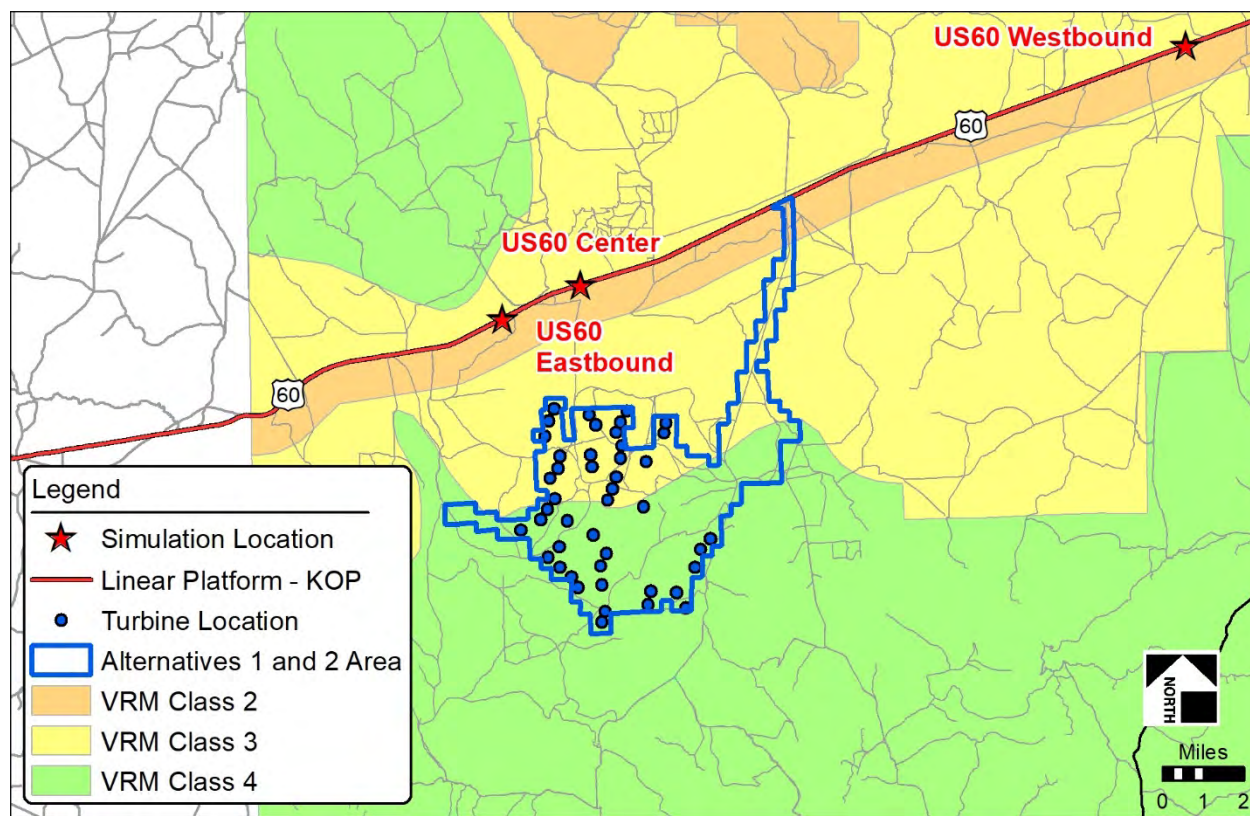 US60 Westbound
60
US60 Center
US60
Eastbound
60
Legend
Simulation Location
Linear Platform - KOP
Turbine Location
Alternatives 1 and 2 Area
VRM Class 2
VRM Class 3
VRM Class 4
NORTH
Miles
0 1 2